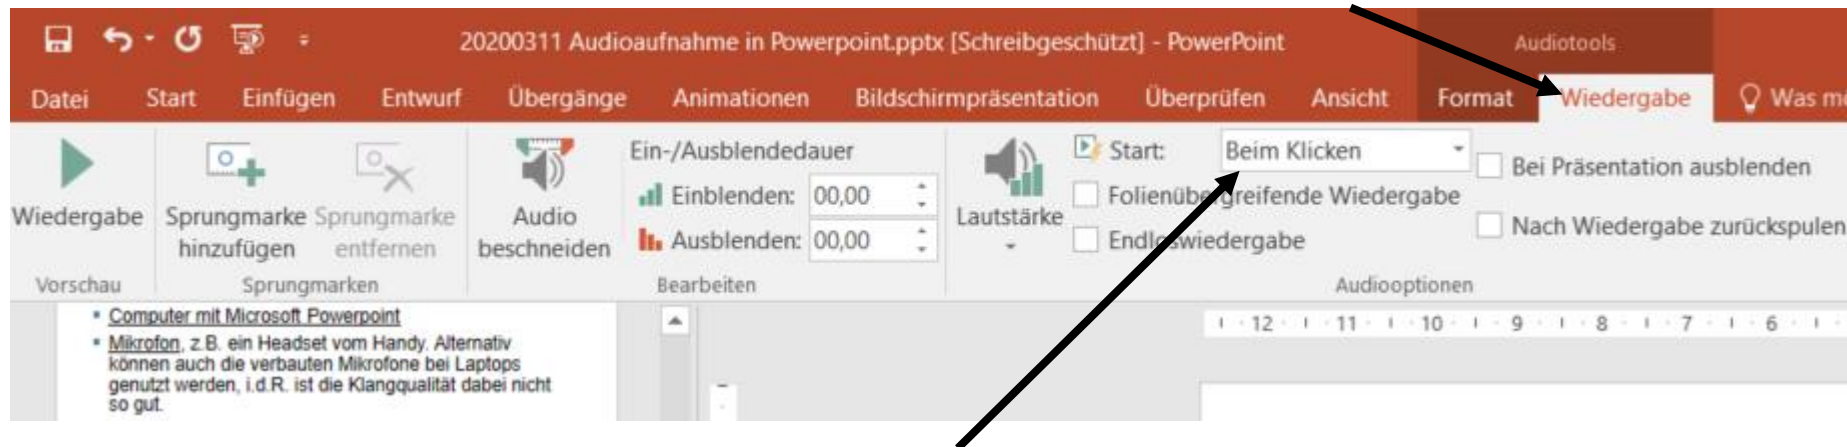 20200311 Audioaufnahme in Powerpoint.pptx [Schreibgeschützt] - PowerPoint
Audiotools
Datei Start Einfügen Entwurf Übergänge Animationen Bildschirmpräsentation Überprüfen Ansicht Format Wiedergabe Was
Wiedergabe
Vorschau
Sprungmarke hinzufügen
Sprungmarke entfernen
Sprungmarken
Audio beschneiden
Ein-/Ausblendedauer
Einblenden: 00,00
Ausblenden: 00,00
Bearbeiten
Lautstärke
Start: Beim Klicken
Folienübergreifende Wiedergabe
Endloswiedergabe
Bei Präsentation ausblenden
Nach Wiedergabe zurückspulen
Audiooptionen
12 11 10 9 8 7 6
Computer mit Microsoft Powerpoint
Mikrofon, z.B. ein Headset vom Handy. Alternativ
können auch die verbauten Mikrofone bei Laptops
genutzt werden, i.d.R. ist die Klangqualität dabei nicht
so gut.